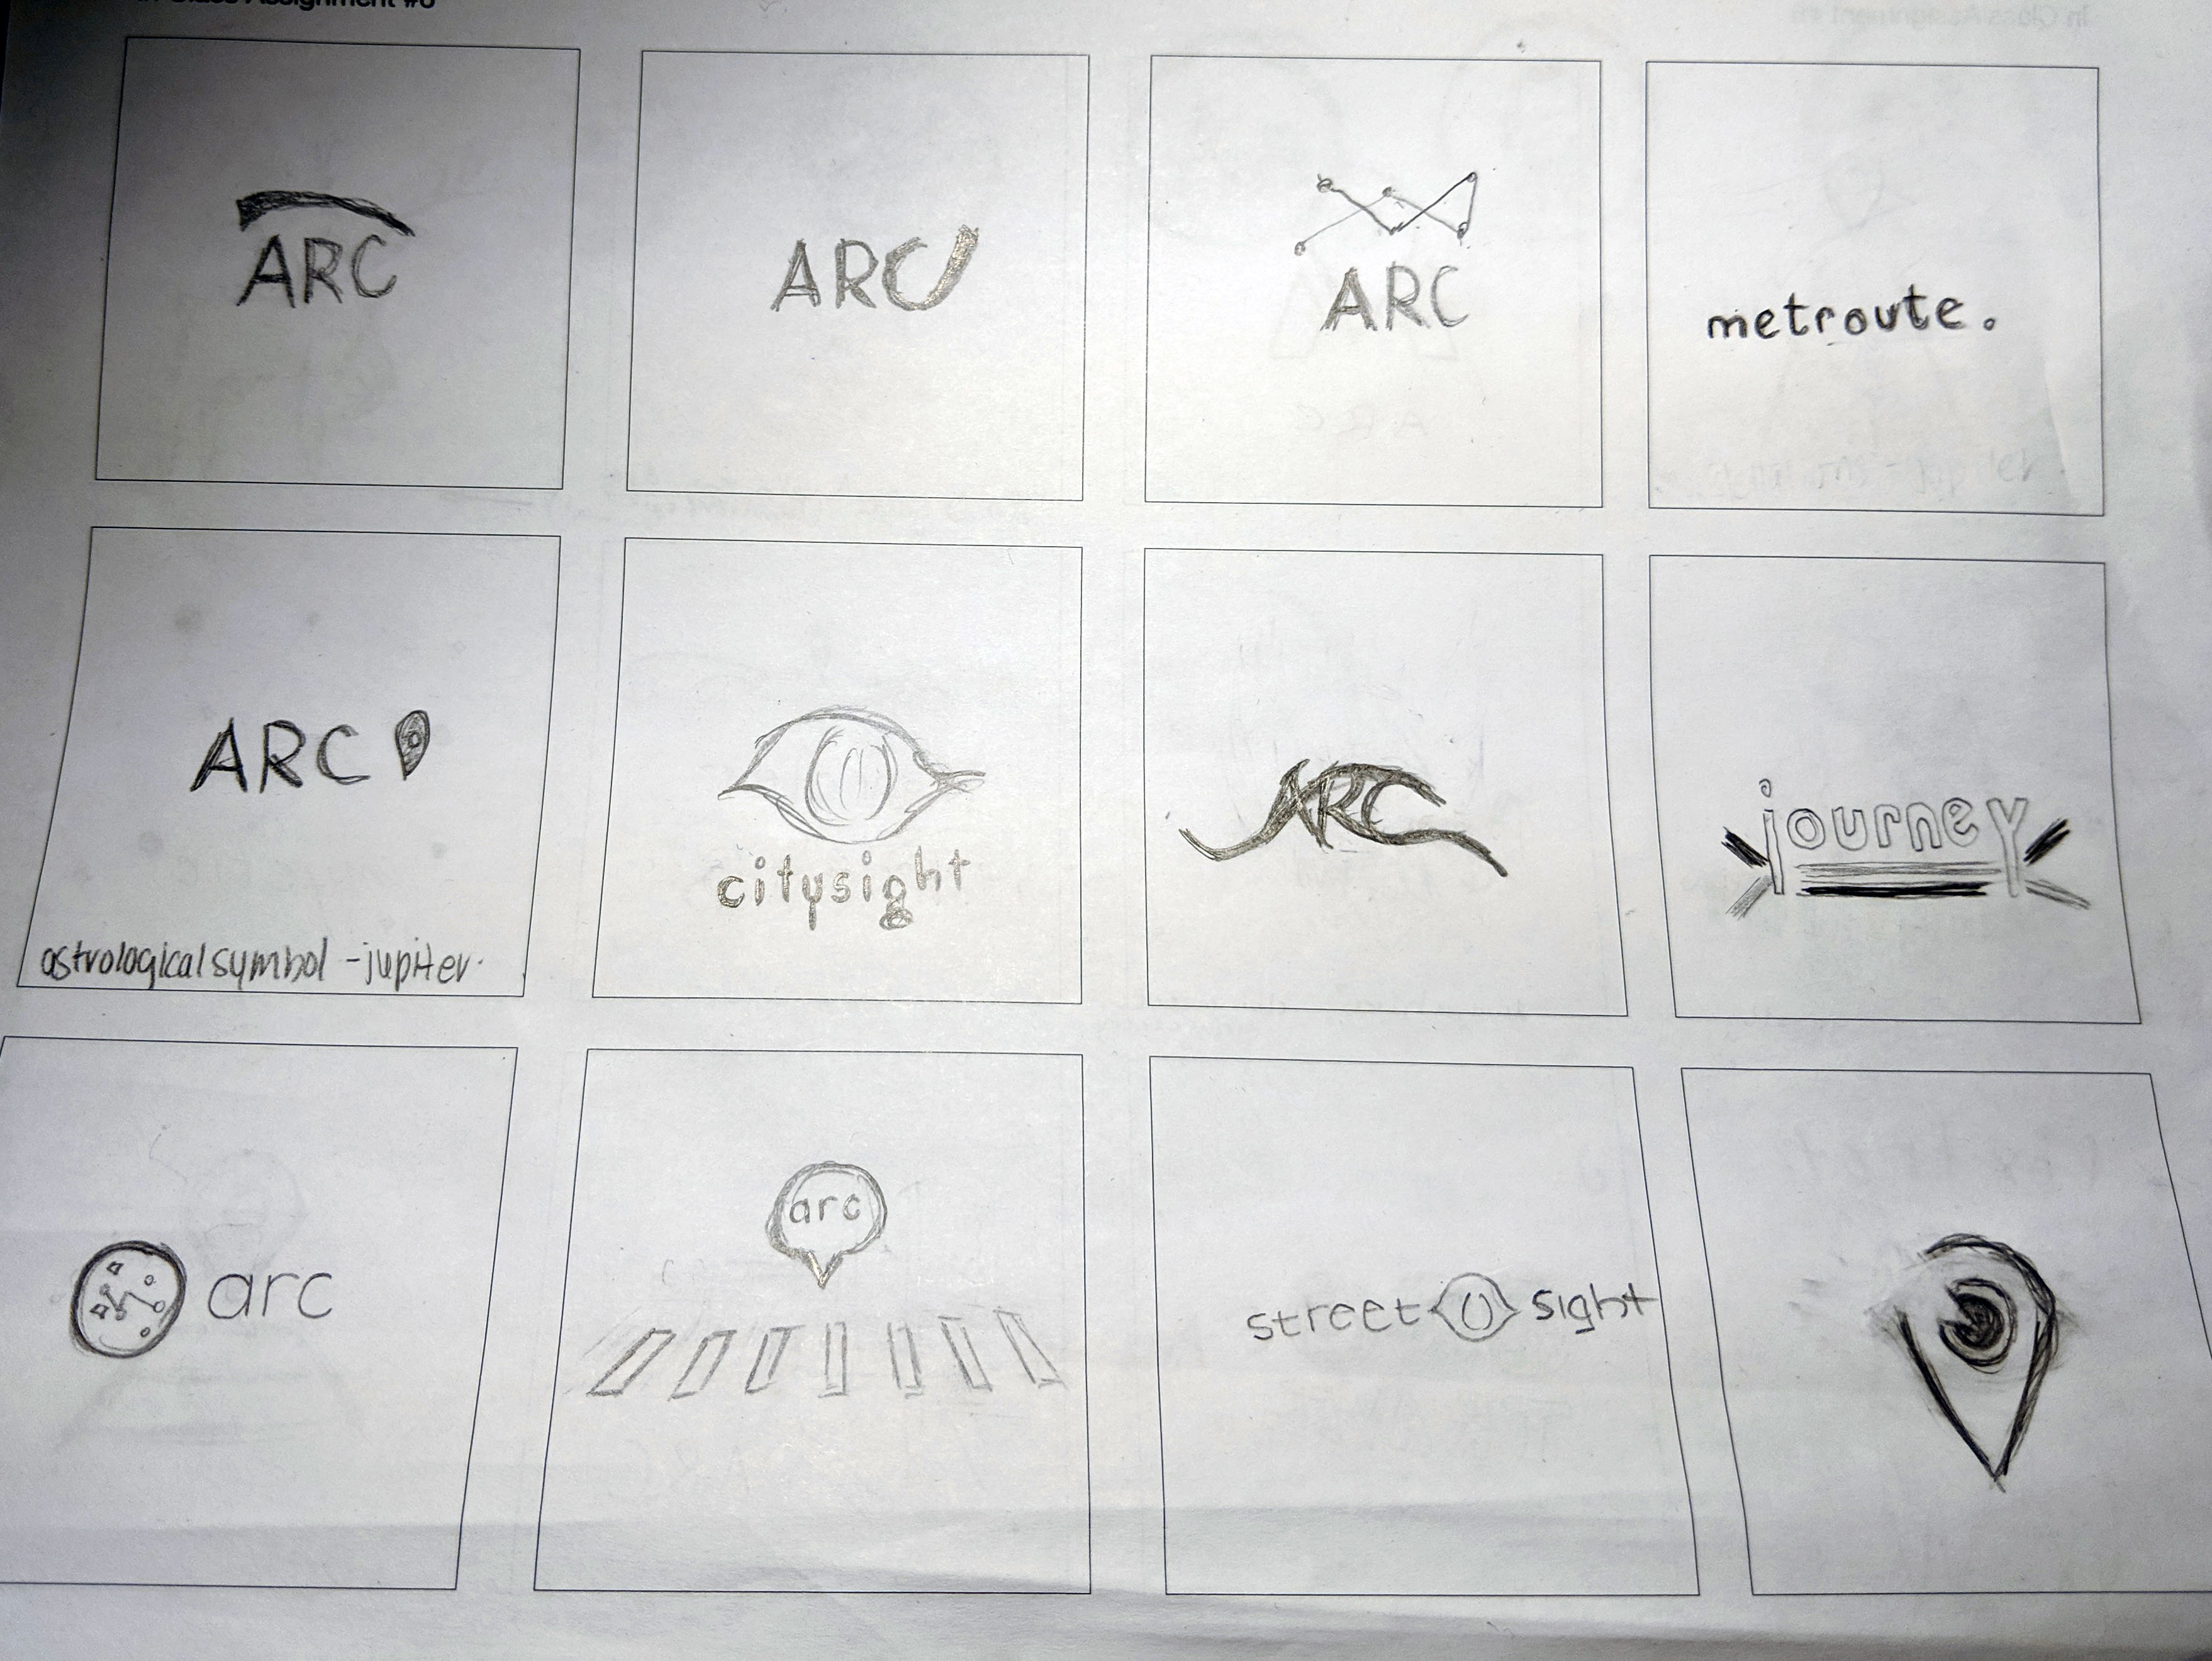 In Class Assignment #6
ARC
ARC
ARC
metroute.
ARC
astrological symbol - jupiter.
citysight
ARC
journey
arc
arc
street sight